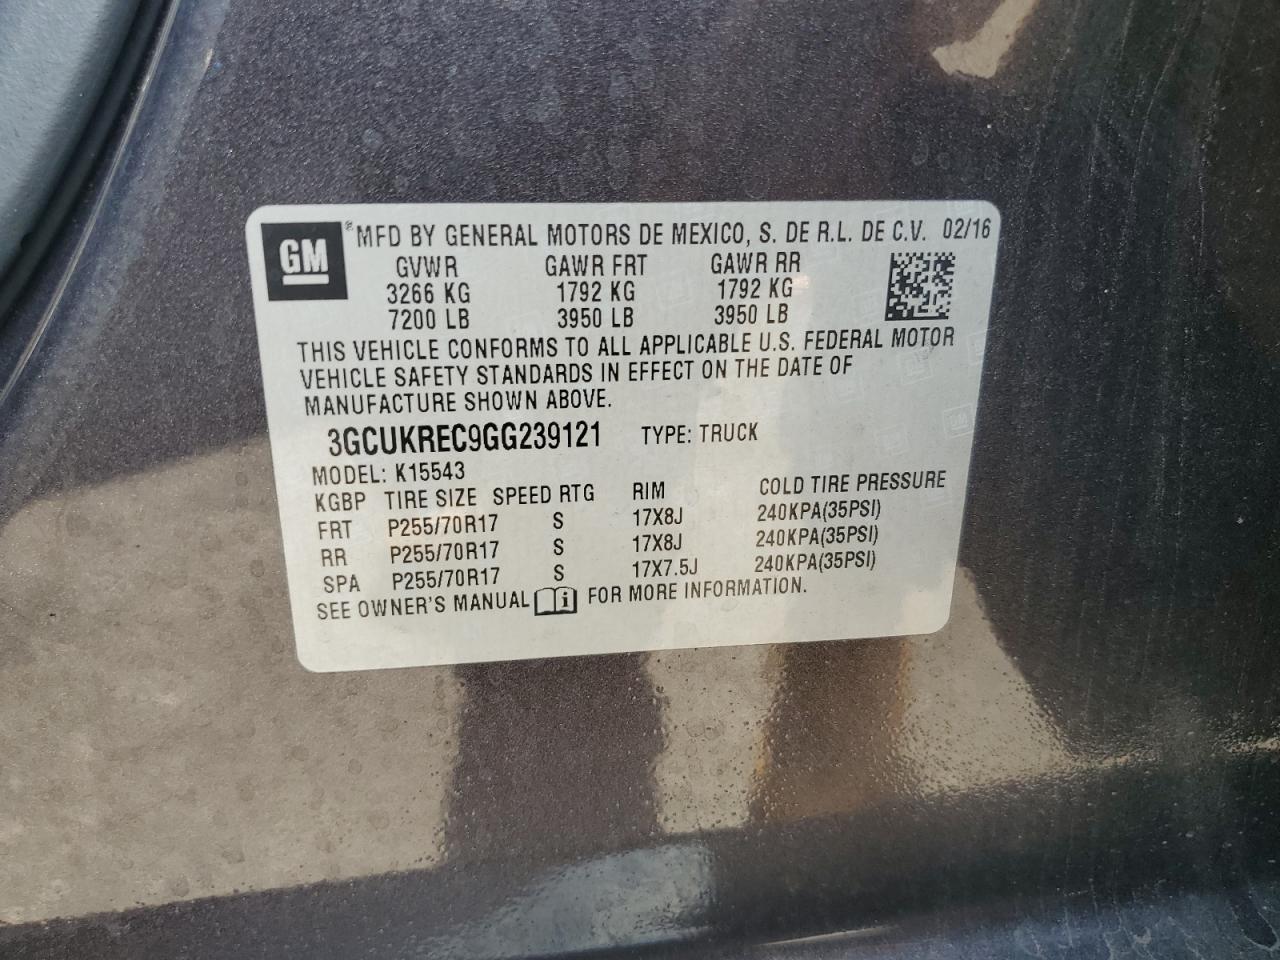 GM ® MFD BY GENERAL MOTORS DE MEXICO, S. DE R.L. DE C.V. 02/16
GVWR GAWR FRT GAWR RR
3266 KG 1792 KG 1792 KG
7200 LB 3950 LB 3950 LB
THIS VEHICLE CONFORMS TO ALL APPLICABLE U.S. FEDERAL MOTOR
VEHICLE SAFETY STANDARDS IN EFFECT ON THE DATE OF
MANUFACTURE SHOWN ABOVE.
3GCUKREC9GG239121 TYPE: TRUCK
MODEL: K15543
KGBP TIRE SIZE SPEED RTG RIM COLD TIRE PRESSURE
FRT P255/70R17 S 17X8J 240KPA(35PSI)
RR P255/70R17 S 17X8J 240KPA(35PSI)
SPA P255/70R17 S 17X7.5J 240KPA(35PSI)
SEE OWNER'S MANUAL i FOR MORE INFORMATION.